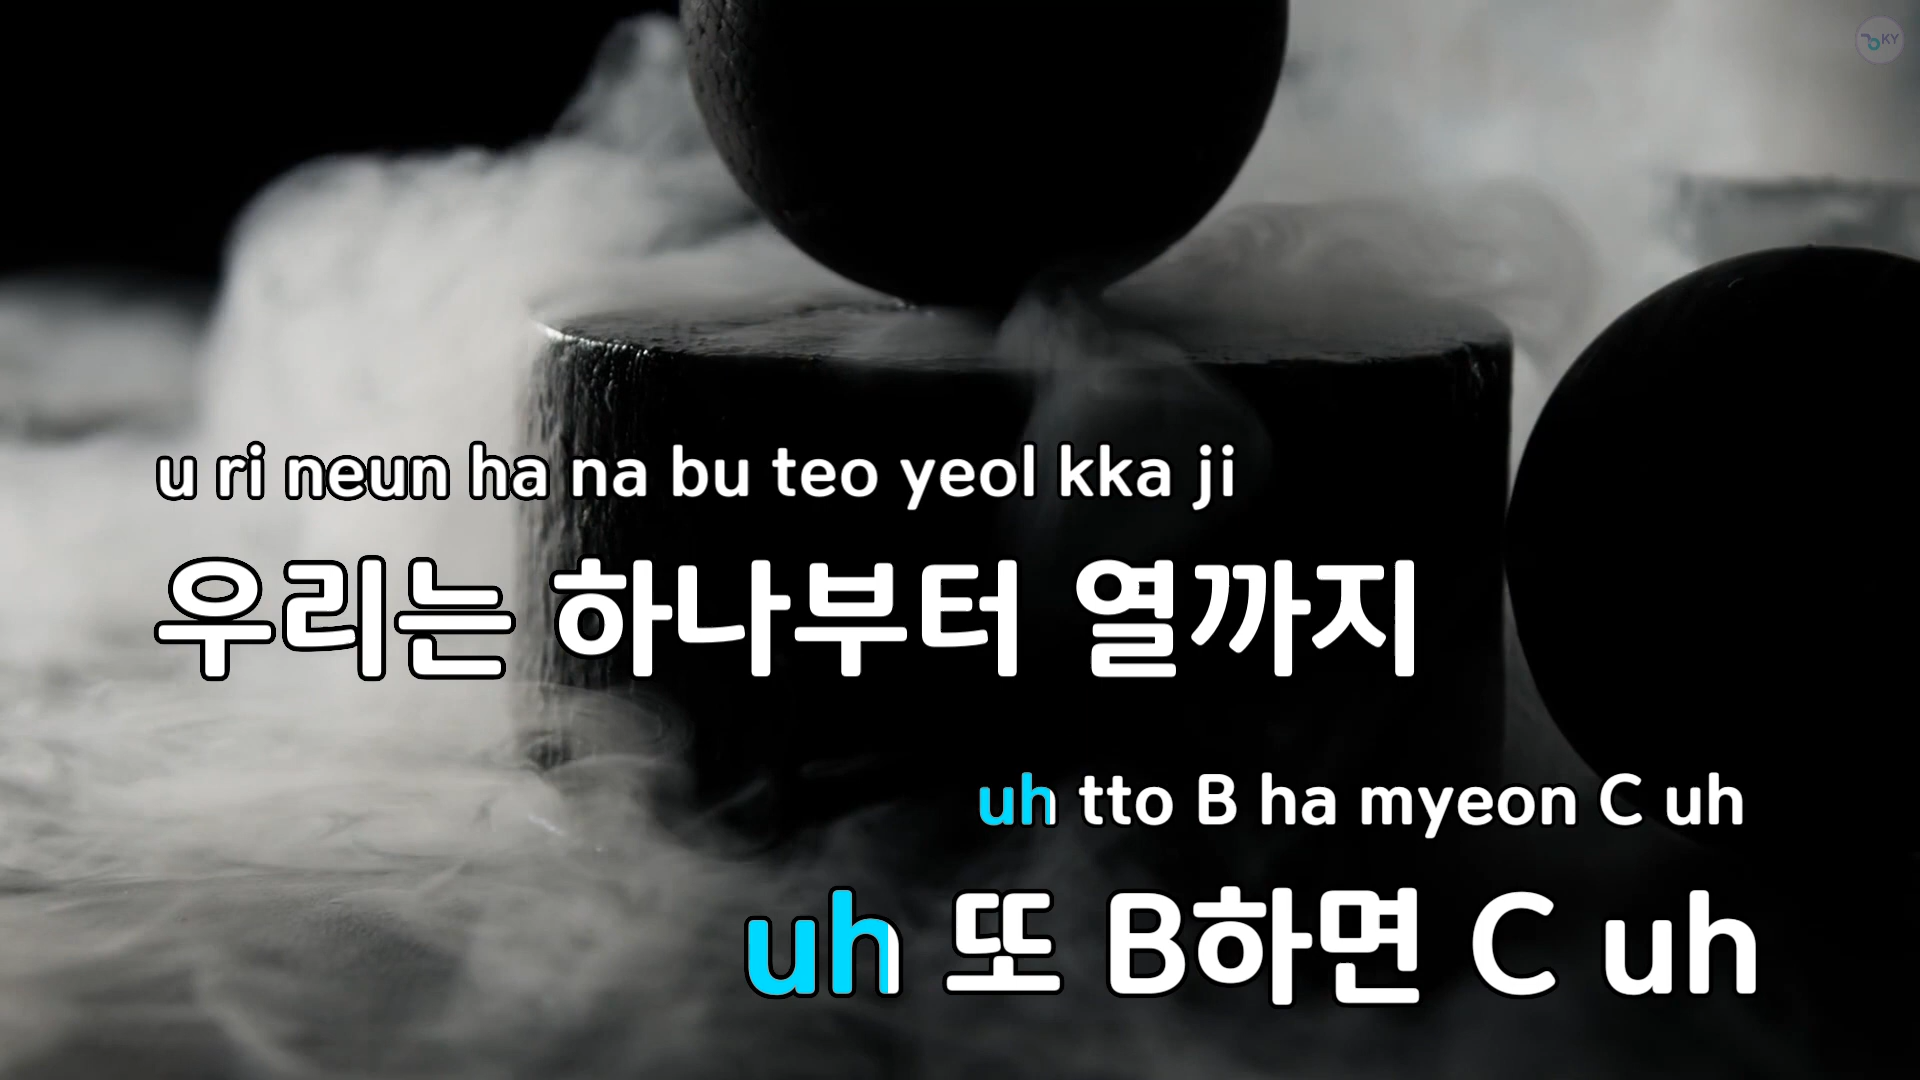 KY
u ri neun ha na bu teo yeol kka ji
우리는 하나부터 열까지
uh tto B ha myeon C uh
uh 또 B하면 C uh